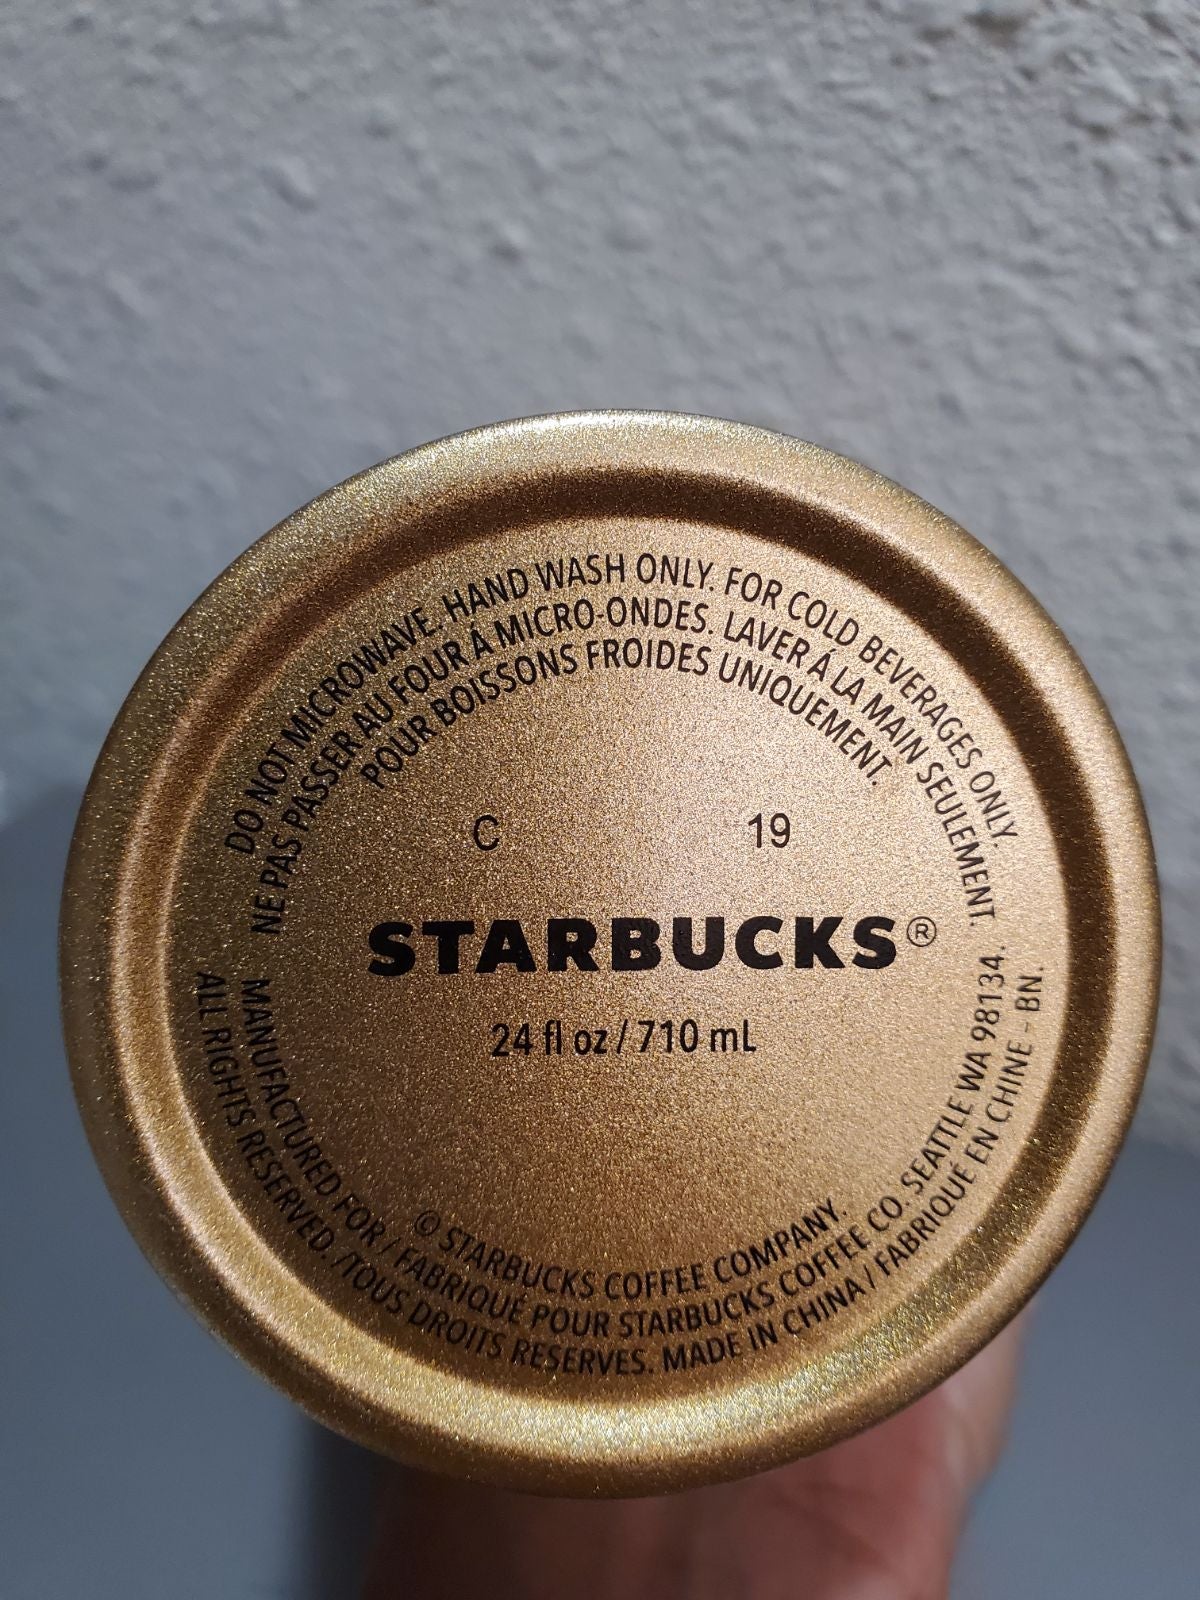 DO NOT MICROWAVE. HAND WASH ONLY. FOR COLD BEVERAGES ONLY.
NE PAS PASSER AU FOUR Á MICRO-ONDES. LAVER Á LA MAIN SEULEMENT.
POUR BOISSONS FROIDES UNIQUEMENT.
C 19
STARBUCKS®
24 fl oz / 710 mL
© STARBUCKS COFFEE COMPANY.
MANUFACTURED FOR / FABRIQUÉ POUR STARBUCKS COFFEE CO. SEATTLE WA 98134.
ALL RIGHTS RESERVED. /TOUS DROITS RESERVES. MADE IN CHINA / FABRIQUÉ EN CHINE - BN.